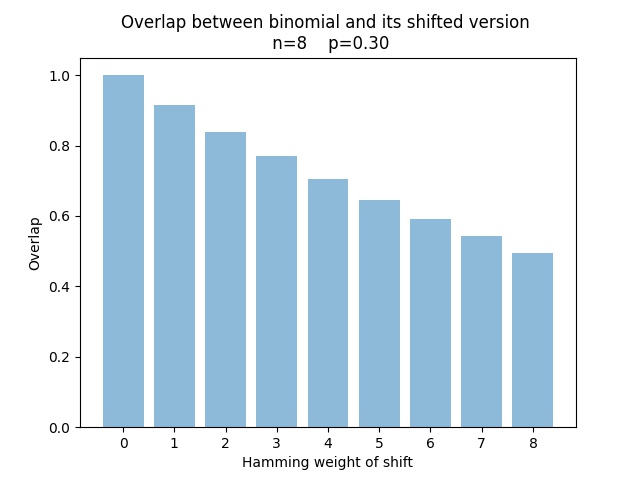 Overlap between binomial and its shifted version
n=8    p=0.30
1.0
0.8
0.6
0.4
0.2
0.0
Overlap
0 1 2 3 4 5 6 7 8
Hamming weight of shift